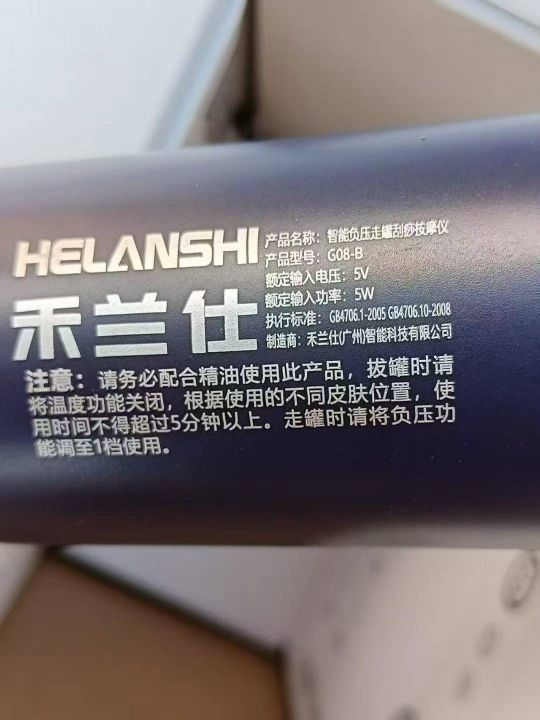 HELANSHI
禾兰仕
产品名称：智能负压走罐刮痧按摩仪
产品型号：G08-B
额定输入电压：5V
额定输入功率：5W
执行标准：GB4706.1-2005 GB4706.10-2008
制造商：禾兰仕(广州)智能科技有限公司
注意：请务必配合精油使用此产品，拔罐时请
将温度功能关闭，根据使用的不同皮肤位置，使
用时间不得超过5分钟以上。走罐时请将负压功
能调至1档使用。